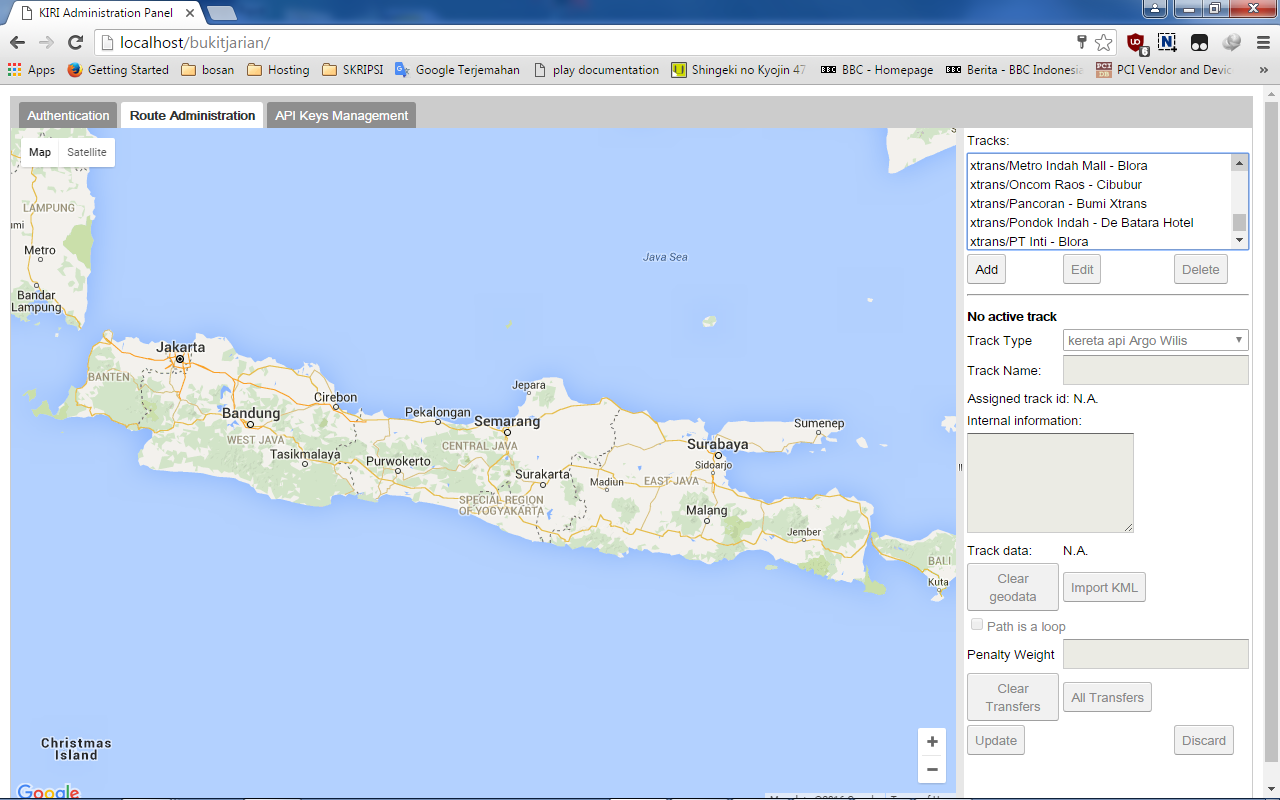 KIRI Administration Panel
localhost/bukitjarian/
6
Apps
Getting Started
bosan
Hosting
SKRIPSI
Google Terjemahan
play documentation
U
Shingeki no Kyojin 47
BBC
BBC - Homepage
BBC
Berita - BBC Indonesia
PCI DB
PCI Vendor and Devic
»
Authentication
Route Administration
API Keys Management
Map
Satellite
LAMPUNG
Metro
Bandar Lampung
Java Sea
Jakarta
BANTEN
Bandung
WEST JAVA
Cirebon
Tasikmalaya
Pekalongan
Purwokerto
Jepara
Semarang
CENTRAL JAVA
Surakarta
SPECIAL REGION OF YOGYAKARTA
Madiun
Surabaya
Sidoarjo
EAST JAVA
Malang
Sumenep
Jember
BALI
Kuta
Christmas Island
Google
+
−
Tracks:
xtrans/Metro Indah Mall - Blora
xtrans/Oncom Raos - Cibubur
xtrans/Pancoran - Bumi Xtrans
xtrans/Pondok Indah - De Batara Hotel
xtrans/PT Inti - Blora
Add
Edit
Delete
No active track
Track Type
kereta api Argo Wilis
Track Name:
Assigned track id: N.A.
Internal information:
Track data:
N.A.
Clear geodata
Import KML
Path is a loop
Penalty Weight
Clear Transfers
All Transfers
Update
Discard